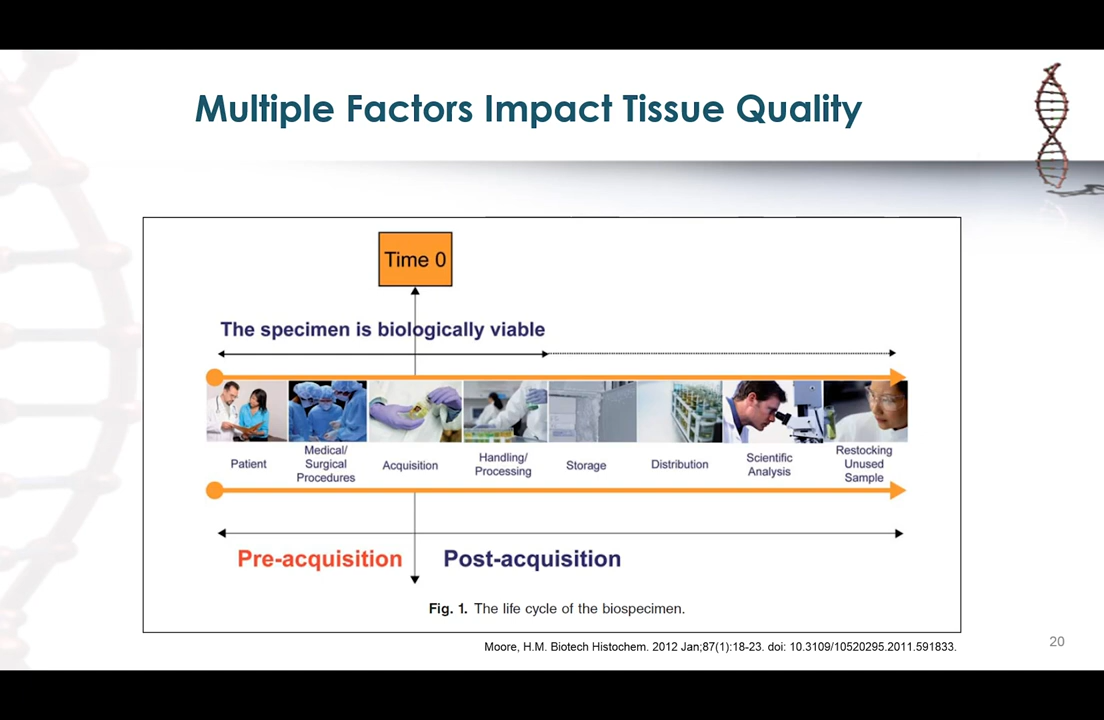 Multiple Factors Impact Tissue Quality
Time 0
The specimen is biologically viable
Patient
Medical/
Surgical
Procedures
Acquisition
Handling/
Processing
Storage
Distribution
Scientific
Analysis
Restocking
Unused
Sample
Pre-acquisition
Post-acquisition
Fig. 1. The life cycle of the biospecimen.
Moore, H.M. Biotech Histochem. 2012 Jan;87(1):18-23. doi: 10.3109/10520295.2011.591833.
20